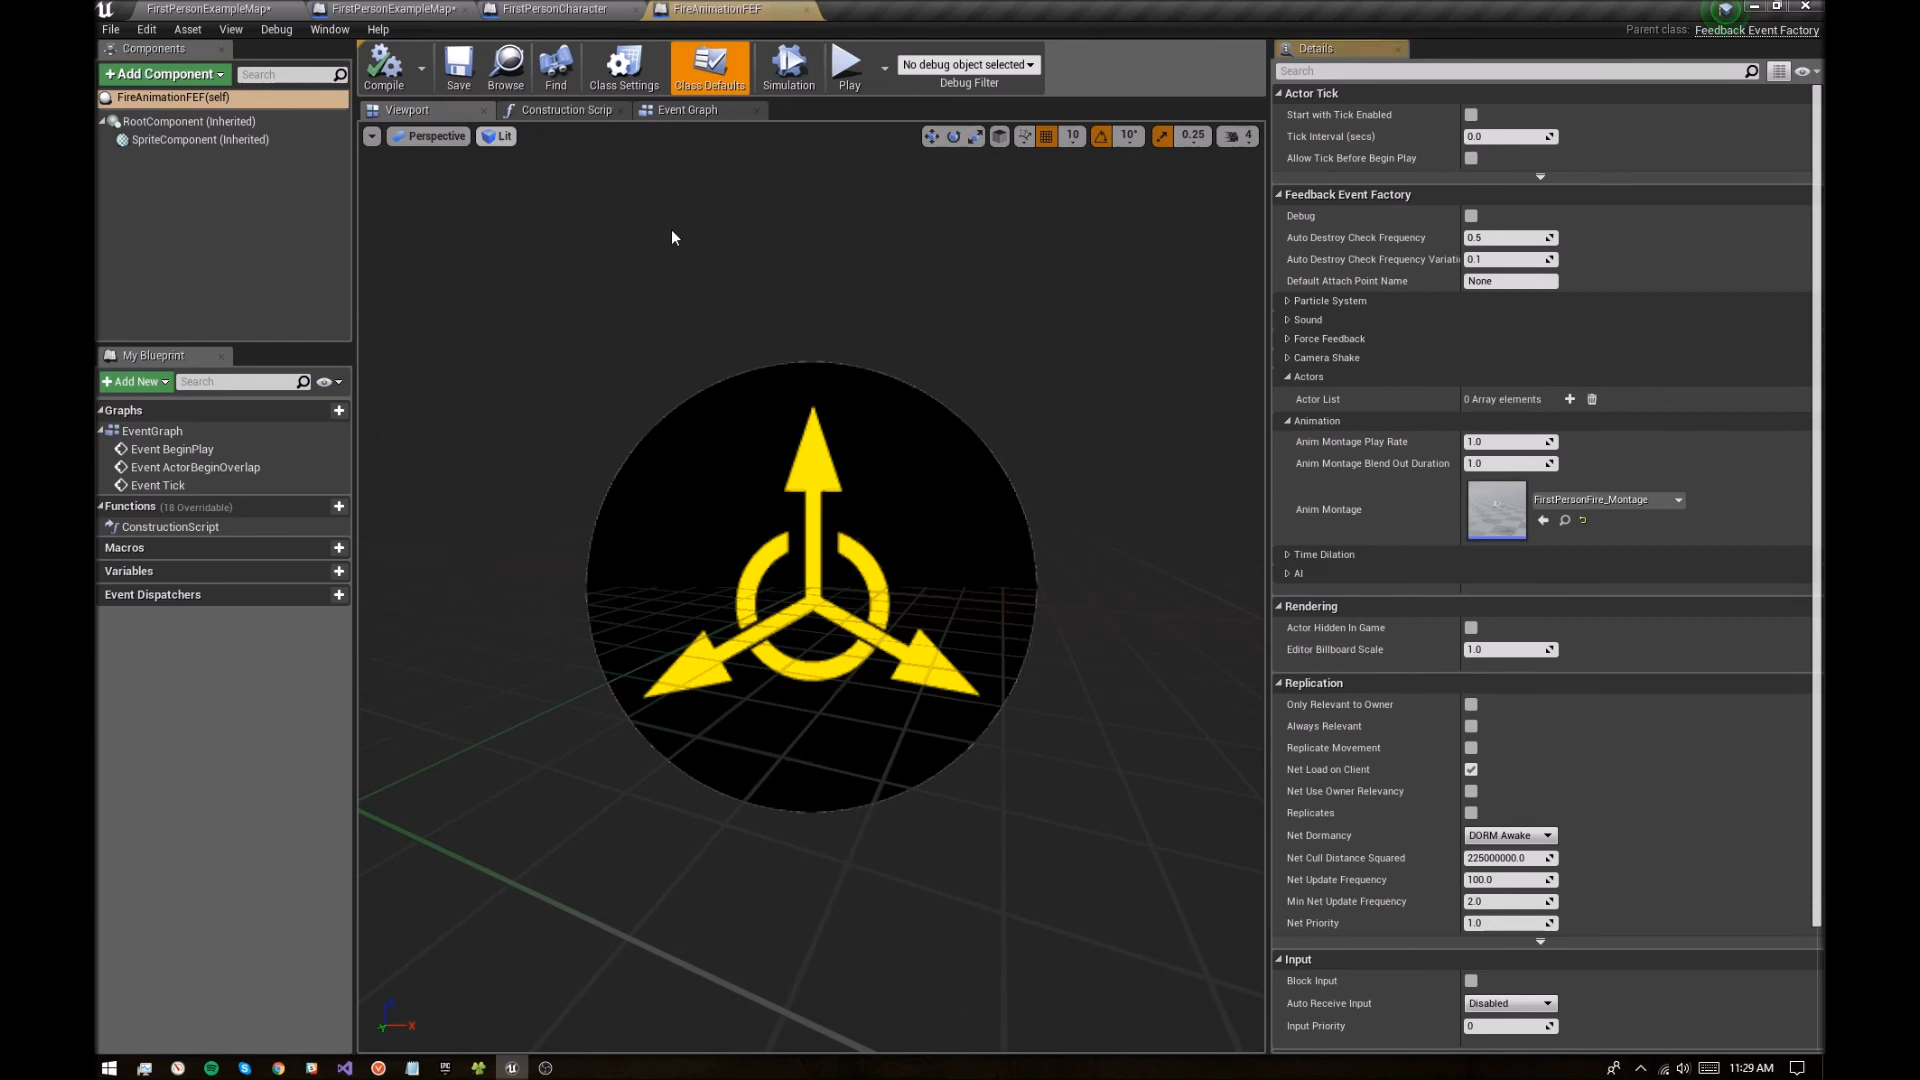 FirstPersonExampleMap*
FirstPersonExampleMap*
FirstPersonCharacter
FireAnimationFEF
File Edit Asset View Debug Window Help
Parent class: Feedback Event Factory
Components
+Add Component
Search
FireAnimationFEF(self)
RootComponent (Inherited)
SpriteComponent (Inherited)
My Blueprint
+Add New
Search
Graphs
EventGraph
Event BeginPlay
Event ActorBeginOverlap
Event Tick
Functions (18 Overridable)
ConstructionScript
Macros
Variables
Event Dispatchers
Compile
Save
Browse
Find
Class Settings
Class Defaults
Simulation
Play
No debug object selected
Debug Filter
Viewport
Construction Scrip
Event Graph
Perspective
Lit
10
10°
0.25
4
X
Details
Search
Actor Tick
Start with Tick Enabled
Tick Interval (secs) 0.0
Allow Tick Before Begin Play
Feedback Event Factory
Debug
Auto Destroy Check Frequency 0.5
Auto Destroy Check Frequency Variati 0.1
Default Attach Point Name None
Particle System
Sound
Force Feedback
Camera Shake
Actors
Actor List 0 Array elements
Animation
Anim Montage Play Rate 1.0
Anim Montage Blend Out Duration 1.0
Anim Montage FirstPersonFire_Montage
Time Dilation
AI
Rendering
Actor Hidden In Game
Editor Billboard Scale 1.0
Replication
Only Relevant to Owner
Always Relevant
Replicate Movement
Net Load on Client
Net Use Owner Relevancy
Replicates
Net Dormancy DORM Awake
Net Cull Distance Squared 225000000.0
Net Update Frequency 100.0
Min Net Update Frequency 2.0
Net Priority 1.0
Input
Block Input
Auto Receive Input Disabled
Input Priority 0
11:29 AM